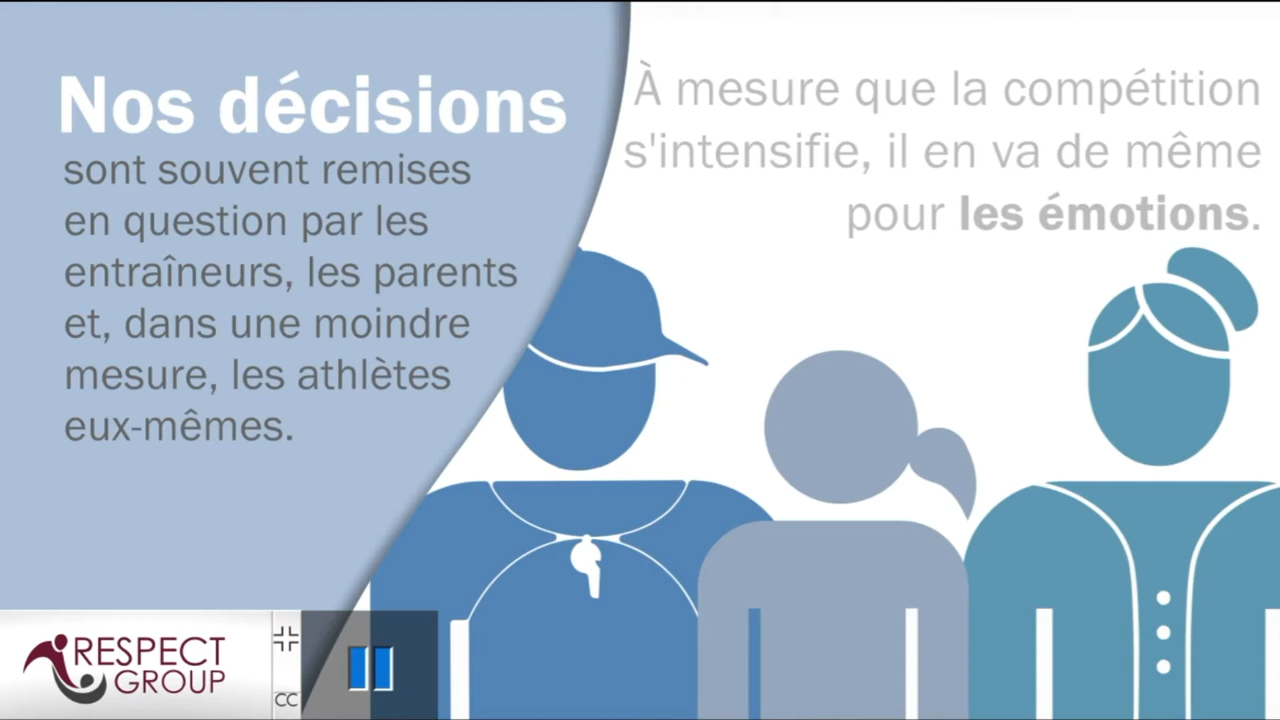 Nos décisions
sont souvent remises
en question par les
entraîneurs, les parents
et, dans une moindre
mesure, les athlètes
eux-mêmes.
À mesure que la compétition
s'intensifie, il en va de même
pour les émotions.
RESPECT
GROUP
CC